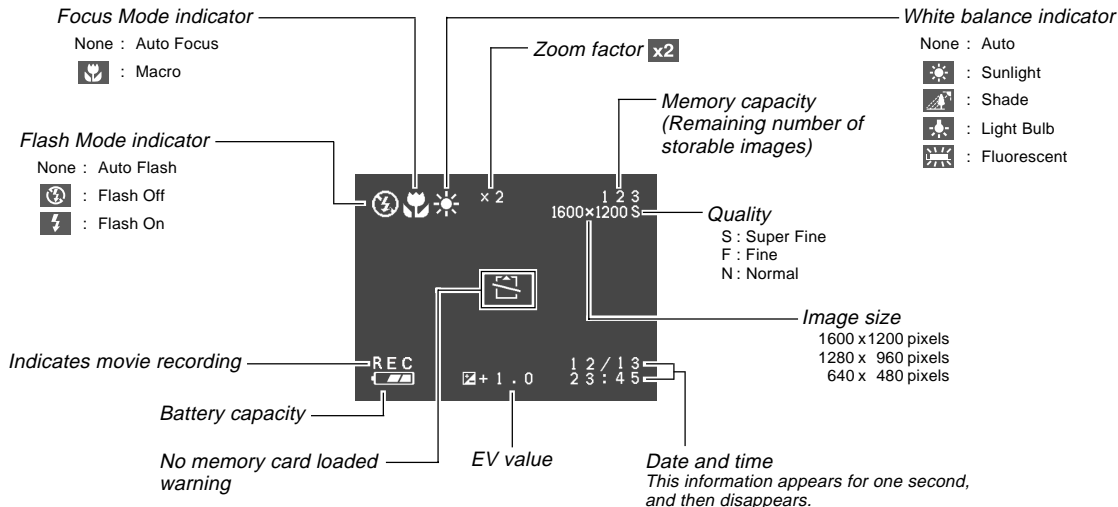 Focus Mode indicator
None : Auto Focus
: Macro
Flash Mode indicator
None : Auto Flash
: Flash Off
: Flash On
Zoom factor x2
White balance indicator
None : Auto
: Sunlight
: Shade
: Light Bulb
: Fluorescent
Memory capacity
(Remaining number of
storable images)
x2
123
1600×1200 S
Quality
S : Super Fine
F : Fine
N : Normal
Image size
1600 x 1200 pixels
1280 x 960 pixels
640 x 480 pixels
Indicates movie recording
REC
+1.0
12/13
23:45
Battery capacity
No memory card loaded
warning
EV value
Date and time
This information appears for one second,
and then disappears.